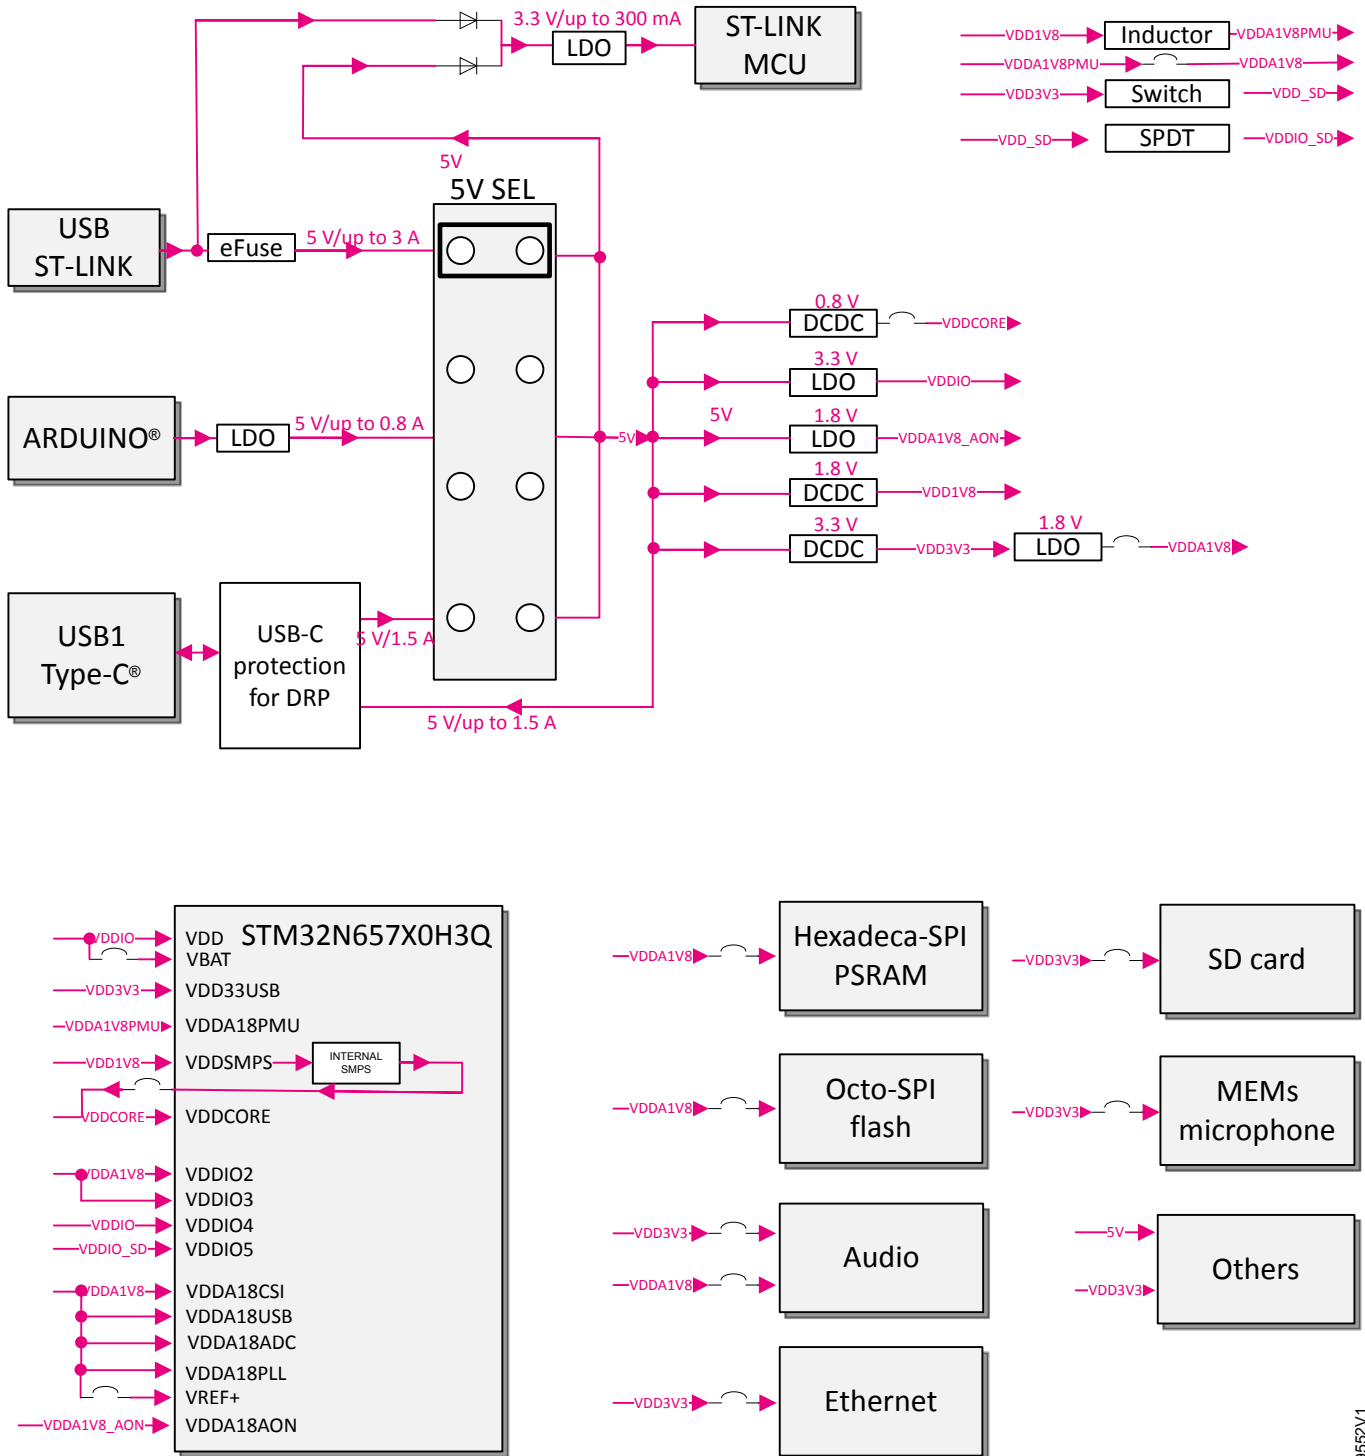 3.3 V/up to 300 mA
LDO
ST-LINK
MCU
VDD1V8
Inductor
VDDA1V8PMU
VDDA1V8PMU
VDDA1V8
VDD3V3
Switch
VDD_SD
VDD_SD
SPDT
VDDIO_SD
5V
5V SEL
USB
ST-LINK
eFuse
5 V/up to 3 A
ARDUINO®
LDO
5 V/up to 0.8 A
USB1
Type-C®
USB-C
protection
for DRP
5 V/1.5 A
5 V/up to 1.5 A
5V
5V
0.8 V
DCDC
VDDCORE
3.3 V
LDO
VDDIO
1.8 V
LDO
VDDA1V8_AON
1.8 V
DCDC
VDD1V8
3.3 V
DCDC
VDD3V3
1.8 V
LDO
VDDA1V8
STM32N657X0H3Q
VDDIO
VDD
VBAT
VDD3V3
VDD33USB
VDDA1V8PMU
VDDA18PMU
VDD1V8
VDDSMPS
INTERNAL
SMPS
VDDCORE
VDDCORE
VDDA1V8
VDDIO2
VDDIO3
VDDIO
VDDIO4
VDDIO_SD
VDDIO5
VDDA1V8
VDDA18CSI
VDDA18USB
VDDA18ADC
VDDA18PLL
VREF+
VDDA1V8_AON
VDDA18AON
VDDA1V8
Hexadeca-SPI
PSRAM
VDD3V3
SD card
VDDA1V8
Octo-SPI
flash
VDD3V3
MEMs
microphone
VDD3V3
VDDA1V8
Audio
5V
VDD3V3
Others
VDD3V3
Ethernet